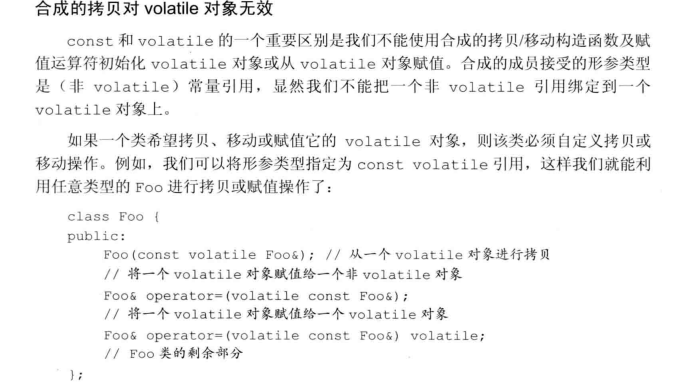 合成的拷贝对 volatile 对象无效
const 和 volatile 的一个重要区别是我们不能使用合成的拷贝/移动构造函数及赋
值运算符初始化 volatile 对象或从 volatile 对象赋值。合成的成员接受的形参类型
是（非 volatile）常量引用，显然我们不能把一个非 volatile 引用绑定到一个
volatile 对象上。
如果一个类希望拷贝、移动或赋值它的 volatile 对象，则该类必须自定义拷贝或
移动操作。例如，我们可以将形参类型指定为 const volatile 引用，这样我们就能利
用任意类型的 Foo 进行拷贝或赋值操作了：
class Foo {
public:
Foo(const volatile Foo&); // 从一个 volatile 对象进行拷贝
// 将一个 volatile 对象赋值给一个非 volatile 对象
Foo& operator=(volatile const Foo&);
// 将一个 volatile 对象赋值给一个 volatile 对象
Foo& operator=(volatile const Foo&) volatile;
// Foo 类的剩余部分
};